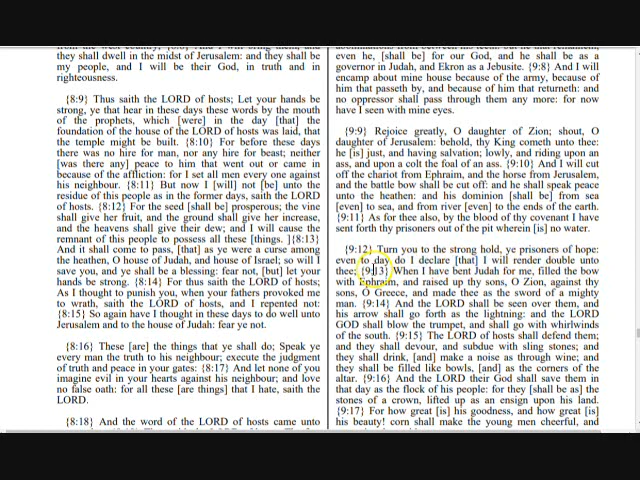 they shall dwell in the midst of Jerusalem: and they shall be
my people, and I will be their God, in truth and in
righteousness.
{8:9} Thus saith the LORD of hosts; Let your hands be
strong, ye that hear in these days these words by the mouth
of the prophets, which [were] in the day [that] the
foundation of the house of the LORD of hosts was laid, that
the temple might be built. {8:10} For before these days
there was no hire for man, nor any hire for beast; neither
[was there any] peace to him that went out or came in
because of the affliction: for I set all men every one against
his neighbour. {8:11} But now I [will] not [be] unto the
residue of this people as in the former days, saith the LORD
of hosts. {8:12} For the seed [shall be] prosperous; the vine
shall give her fruit, and the ground shall give her increase,
and the heavens shall give their dew; and I will cause the
remnant of this people to possess all these [things. ]{8:13}
And it shall come to pass, [that] as ye were a curse among
the heathen, O house of Judah, and house of Israel; so will I
save you, and ye shall be a blessing: fear not, [but] let your
hands be strong. {8:14} For thus saith the LORD of hosts;
As I thought to punish you, when your fathers provoked me
to wrath, saith the LORD of hosts, and I repented not:
{8:15} So again have I thought in these days to do well unto
Jerusalem and to the house of Judah: fear ye not.
{8:16} These [are] the things that ye shall do; Speak ye
every man the truth to his neighbour; execute the judgment
of truth and peace in your gates: {8:17} And let none of you
imagine evil in your hearts against his neighbour; and love
no false oath: for all these [are things] that I hate, saith the
LORD.
{8:18} And the word of the LORD of hosts came unto
even he, [shall be] for our God, and he shall be as a
governor in Judah, and Ekron as a Jebusite. {9:8} And I will
encamp about mine house because of the army, because of
him that passeth by, and because of him that returneth: and
no oppressor shall pass through them any more: for now
have I seen with mine eyes.
{9:9} Rejoice greatly, O daughter of Zion; shout, O
daughter of Jerusalem: behold, thy King cometh unto thee:
he [is] just, and having salvation; lowly, and riding upon an
ass, and upon a colt the foal of an ass. {9:10} And I will cut
off the chariot from Ephraim, and the horse from Jerusalem,
and the battle bow shall be cut off: and he shall speak peace
unto the heathen: and his dominion [shall be] from sea
[even] to sea, and from river [even] to the ends of the earth.
{9:11} As for thee also, by the blood of thy covenant I have
sent forth thy prisoners out of the pit wherein [is] no water.
{9:12} Turn you to the strong hold, ye prisoners of hope:
even to day do I declare [that] I will render double unto
thee; {9:13} When I have bent Judah for me, filled the bow
with Ephraim, and raised up thy sons, O Zion, against thy
sons, O Greece, and made thee as the sword of a mighty
man. {9:14} And the LORD shall be seen over them, and
his arrow shall go forth as the lightning: and the LORD
GOD shall blow the trumpet, and shall go with whirlwinds
of the south. {9:15} The LORD of hosts shall defend them;
and they shall devour, and subdue with sling stones; and
they shall drink, [and] make a noise as through wine; and
they shall be filled like bowls, [and] as the corners of the
altar. {9:16} And the LORD their God shall save them in
that day as the flock of his people: for they [shall be as] the
stones of a crown, lifted up as an ensign upon his land.
{9:17} For how great [is] his goodness, and how great [is]
his beauty! corn shall make the young men cheerful, and